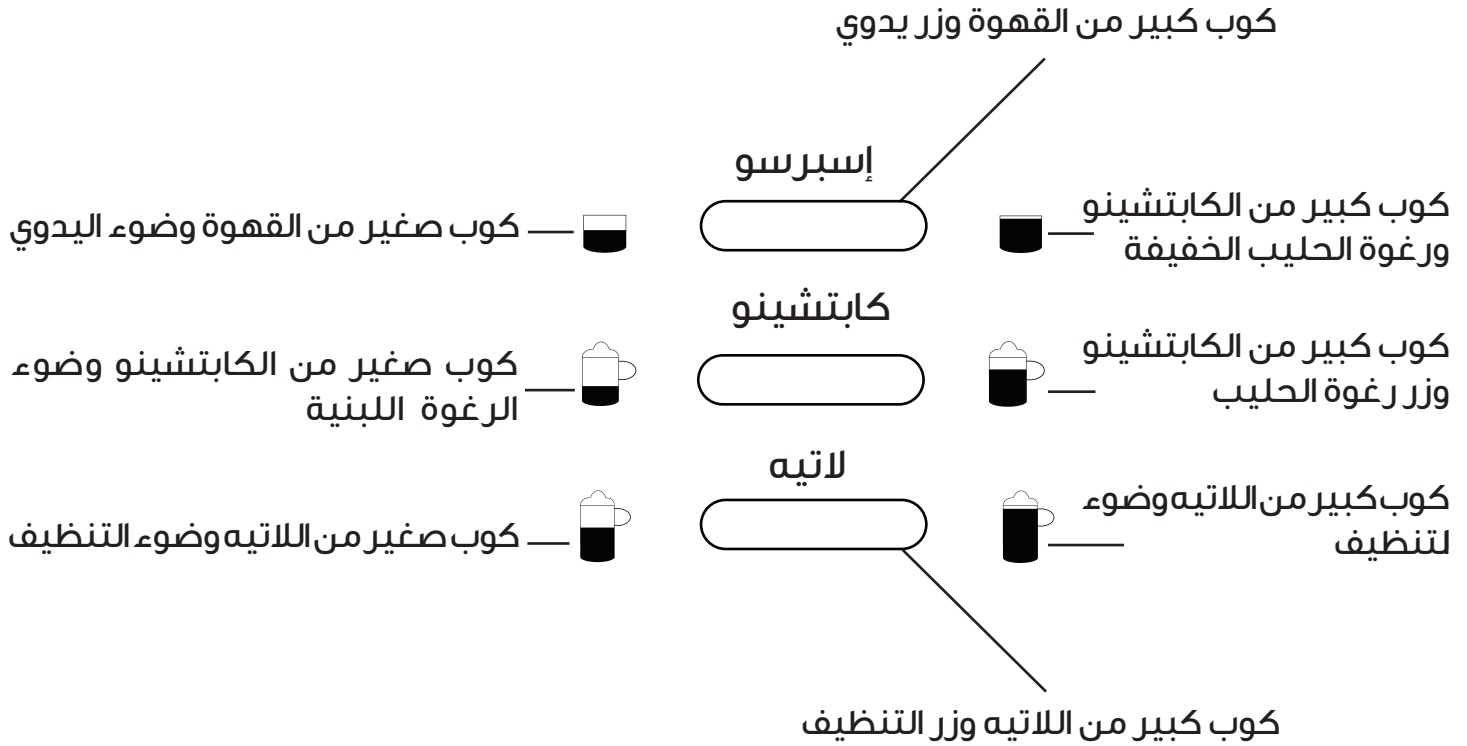 كوب كبير من القهوة وزر يدوي
إسبرسو
كوب كبير من الكابتشينو
ورغوة الحليب الخفيفة
كوب صغير من القهوة وضوء اليدوي
كابتشينو
كوب كبير من الكابتشينو
وزر رغوة الحليب
كوب صغير من الكابتشينو وضوء
الرغوة اللبنية
لاتيه
كوب كبير من اللاتيه وضوء
لتنظيف
كوب صغير من اللاتيه وضوء التنظيف
كوب كبير من اللاتيه وزر التنظيف